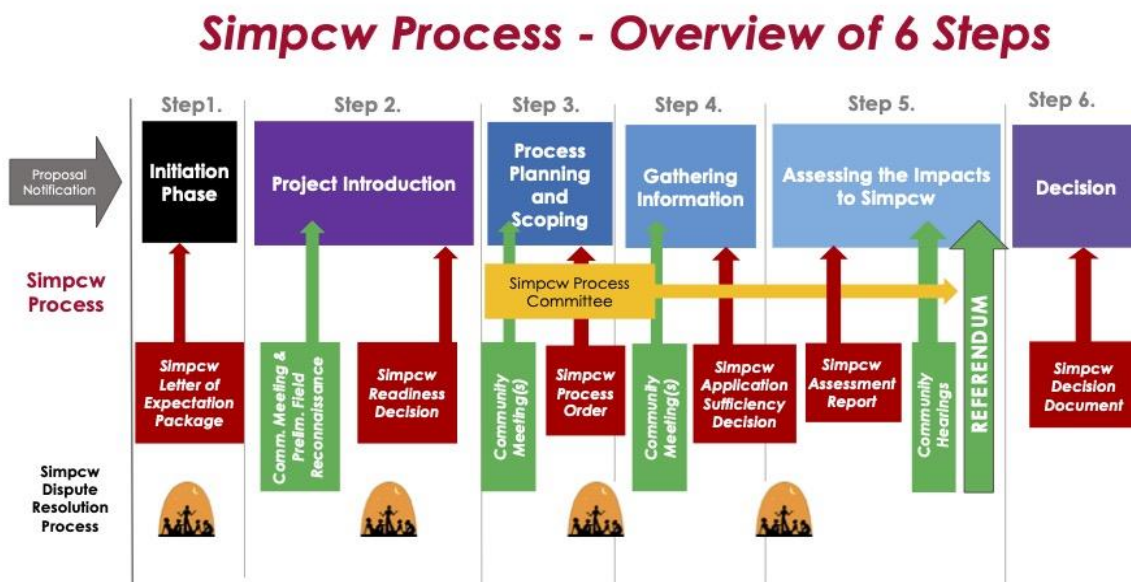 Simpcw Process - Overview of 6 Steps
Step1.
Step 2.
Step 3.
Step 4.
Step 5.
Step 6.
Proposal
Notification
Initiation
Phase
Project Introduction
Process
Planning
and
Scoping
Gathering
Information
Assessing the Impacts
to Simpcw
Decision
Simpcw
Process
Simpcw Process
Committee
Simpcw
Letter of
Expectation
Package
Comm. Meeting &
Prelim. Field
Reconnaissance
Simpcw
Readiness
Decision
Community
Meeting(s)
Simpcw
Process
Order
Community
Meeting(s)
Simpcw
Application
Sufficiency
Decision
Simpcw
Assessment
Report
Community
Hearings
REFERENDUM
Simpcw
Decision
Document
Simpcw
Dispute
Resolution
Process